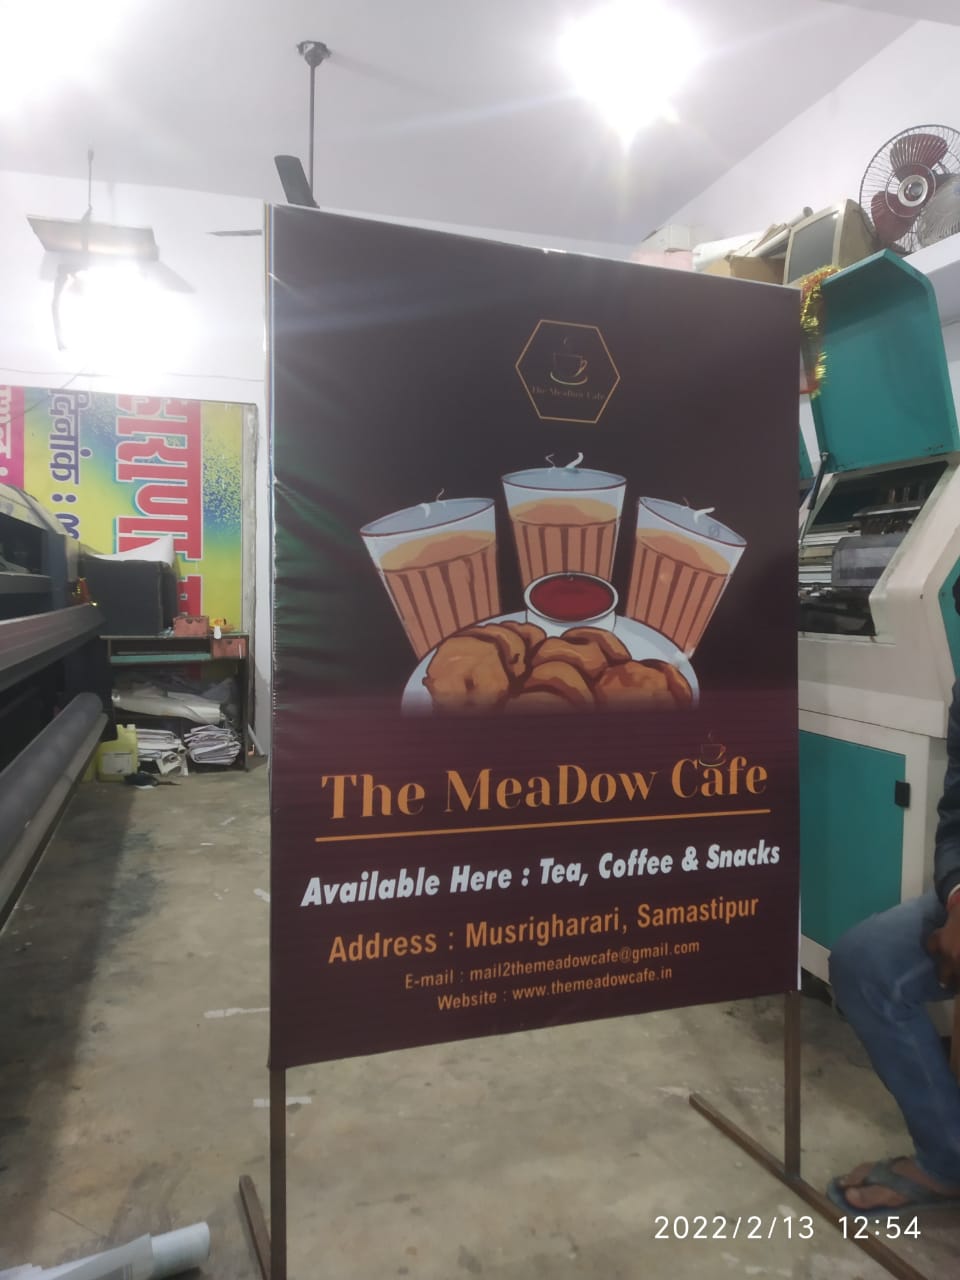 दिनांक :
The MeaDow Cafe
The MeaDow Cafe
Available Here : Tea, Coffee & Snacks
Address : Musrigharari, Samastipur
E-mail : mail2themeadowcafe@gmail.com
Website : www.themeadowcafe.in
2022/2/13 12:54